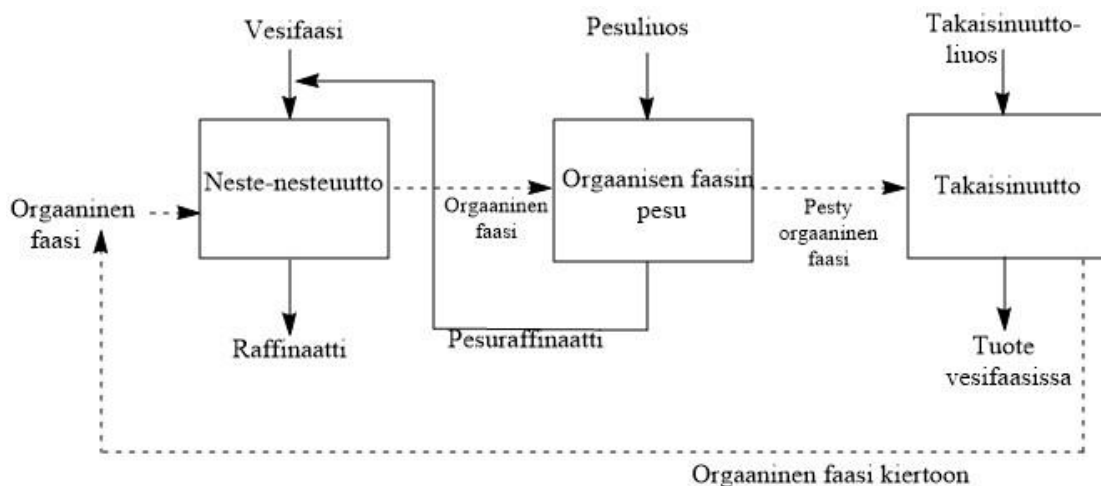 Vesifaasi
Pesuliuos
Takaisinuutto-
liuos
Neste-nesteuutto
Orgaanisen faasin
pesu
Takaisinuutto
Orgaaninen
faasi
Orgaaninen
faasi
Pesty
orgaaninen
faasi
Raffinaatti
Pesuraffinaatti
Tuote
vesifaasissa
Orgaaninen faasi kiertoon